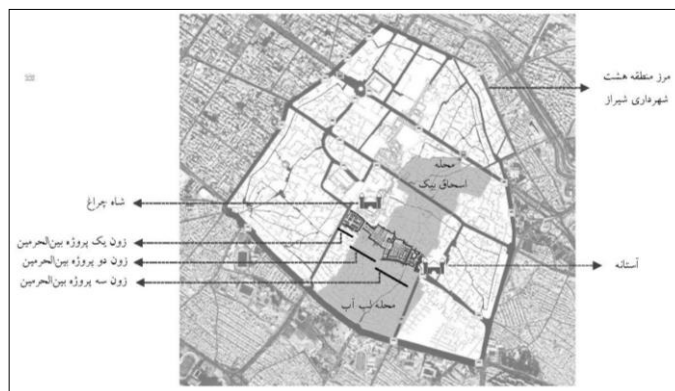 مرز منطقه هشت
شهرداری شیراز
محله
اسحاق بیگ
شاه چراغ
زون یک پروژه بین‌الحرمین
زون دو پروژه بین‌الحرمین
زون سه پروژه بین‌الحرمین
آستانه
محله لب آب